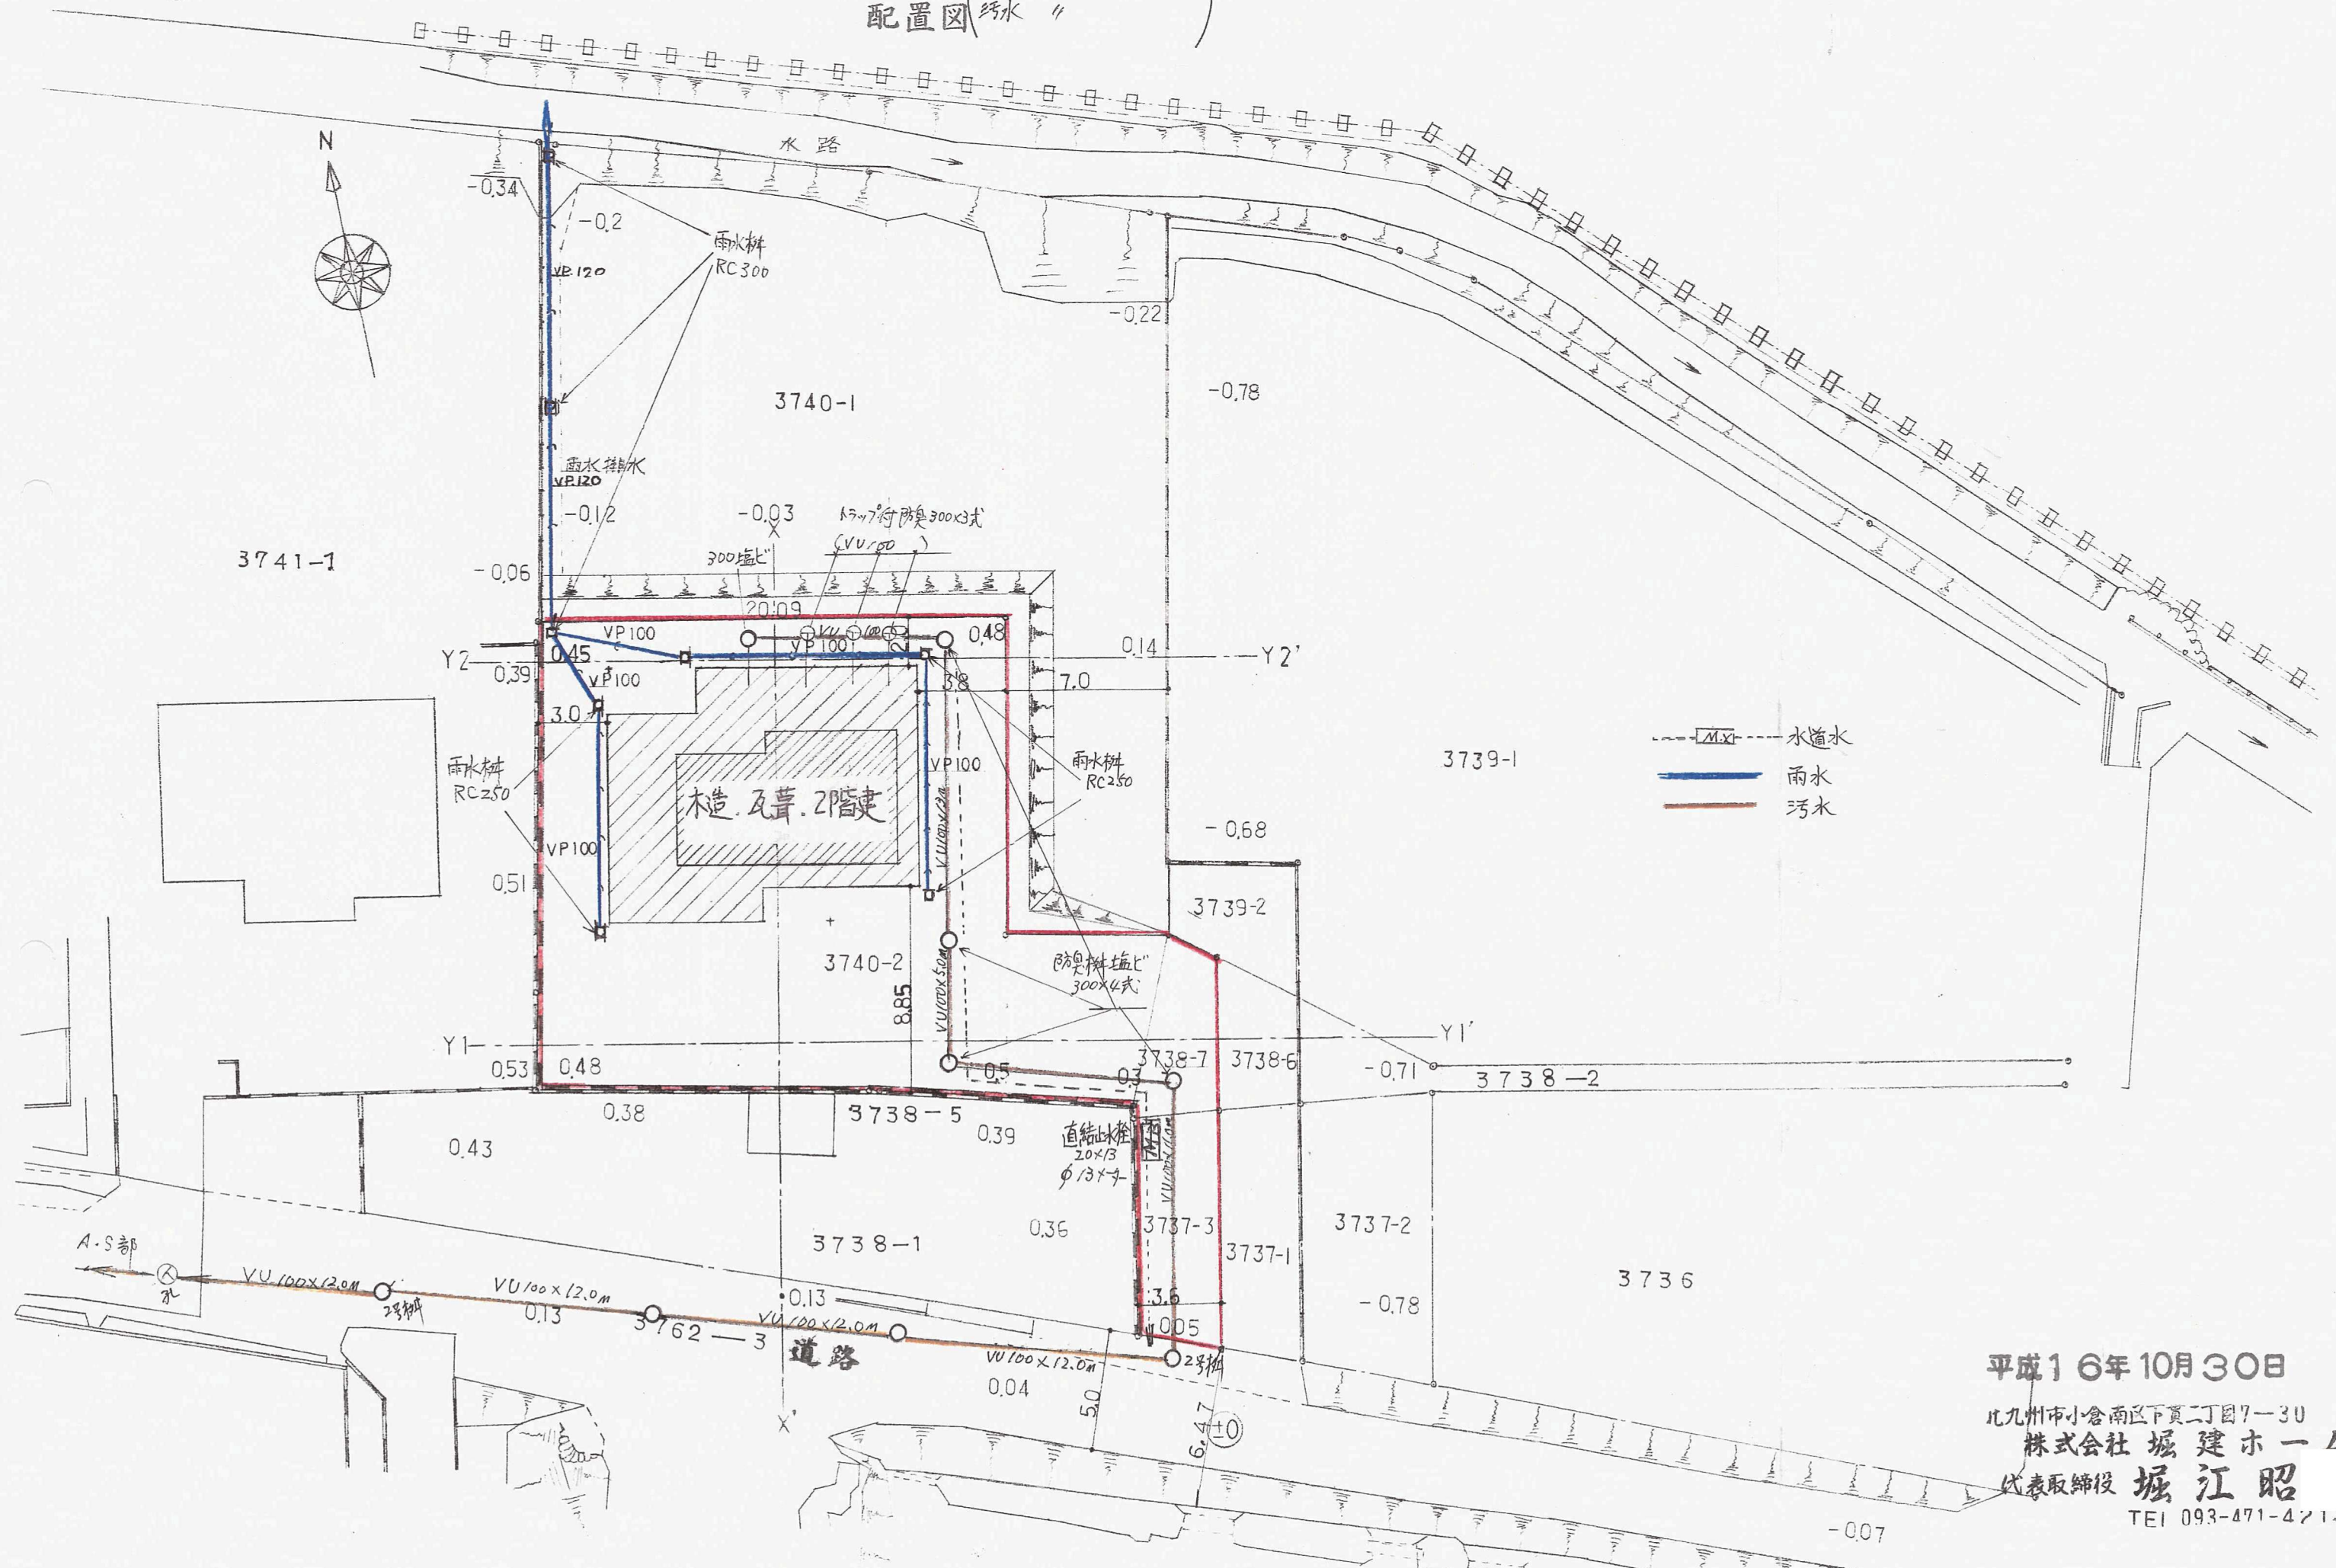 配置図(汚水 〃 )
水路
N
-0.34
-0.2
雨水桝
RC300
VP.120
-0.22
3740-1
-0.78
雨水排水
VP.120
-0.12
-0.03
X
トラップ付防臭300×3式
(VU100 )
300塩ビ
3741-1
-0.06
20.09
VP100
VU 100
VP100
0.48
Y2
0.45
0.14
Y2'
0.39
VP100
3.8
7.0
3.0
雨水桝
RC250
VP100
雨水桝
RC250
木造.瓦葺.2階建
VU100×13m
3739-1
M.X
水道水
雨水
汚水
-0.68
VP100
0.51
3739-2
3740-2
8.85
VU100×5.0m
防臭桝塩ビ
300×4式
Y1
Y1'
0.53
0.48
0.5
0.3
3738-7
3738-6
-0.71
3738-2
0.38
3738-5
0.39
0.43
直結止水栓
20×13
φ13メーター
VU100×11.0m
0.36
3737-3
3737-2
3737-1
3738-1
3736
A.S部
VU100×12.0m
2号桝
VU100×12.0m
0.13
3762-3
VU100×12.0m
0.13
道路
VU100×12.0m
3.6
0.05
2号桝
-0.78
0.04
5.0
6.47
±0
X'
平成16年10月30日
北九州市小倉南区下貫二丁目7-30
株式会社 堀建ホー
代表取締役 堀江昭
TEL 093-471-421
-0.07